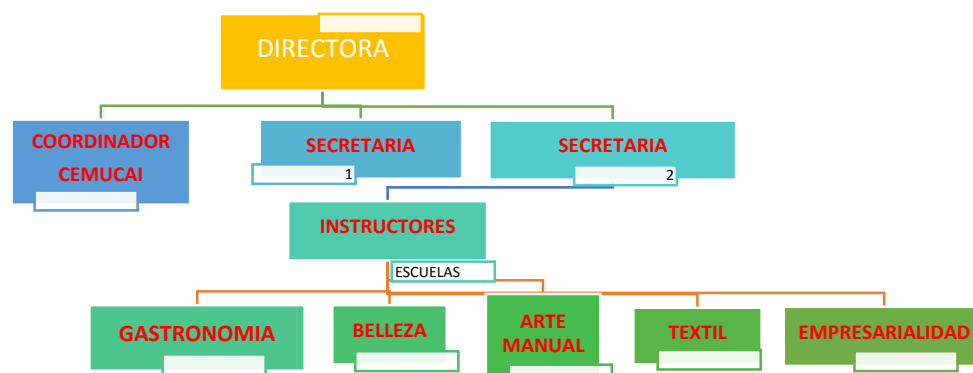 DIRECTORA
COORDINADOR
CEMUCAI
SECRETARIA
1
SECRETARIA
2
INSTRUCTORES
ESCUELAS
GASTRONOMIA
BELLEZA
ARTE
MANUAL
TEXTIL
EMPRESARIALIDAD